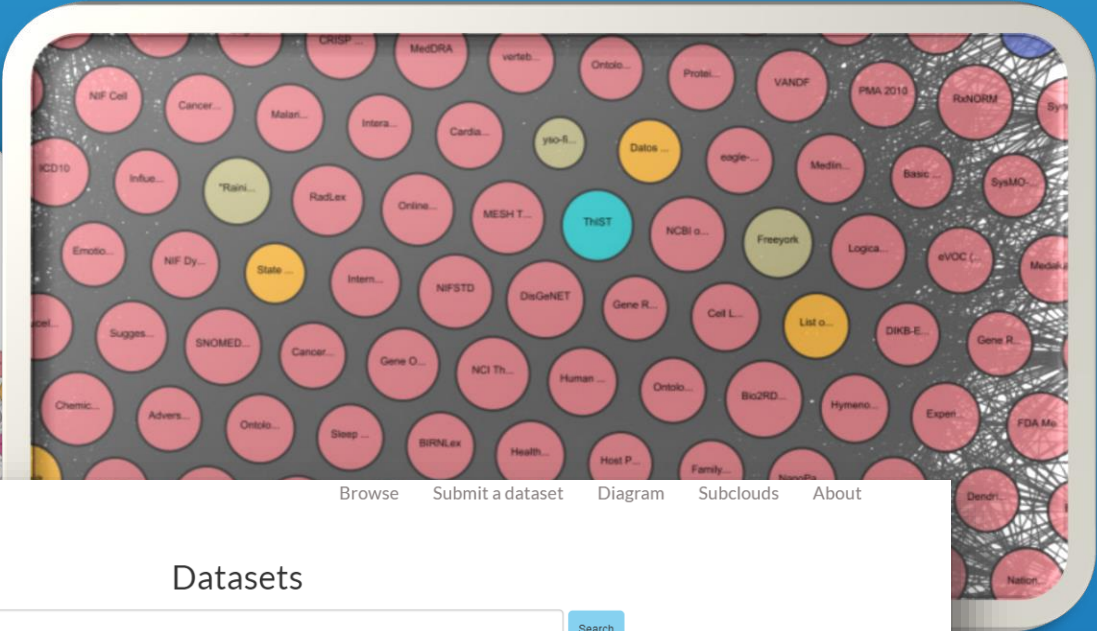 CRISP ...
MedDRA
verteb...
Ontolo...
Protei...
VANDF
PMA 2010
RxNORM
NIF Cell
Cancer...
Malari...
Intera...
Cardia...
yso-fi...
Datos ...
eagle-...
Medlin...
Basic ...
SysMO-...
ICD10
Influe...
"Raini...
RadLex
Online...
MESH T...
ThIST
NCBI o...
Freeyork
Logica...
eVOC (...
Emotio...
NIF Dy...
State ...
Intern...
NIFSTD
DisGeNET
Gene R...
Cell L...
List o...
DIKB-E...
Gene R...
Sugges...
SNOMED...
Cancer...
Gene O...
NCI Th...
Human ...
Ontolo...
Bio2RD...
Hymeno...
Experi...
FDA Me
Chemic...
Advers...
Ontolo...
Sleep ...
BIRNLex
Health...
Host P...
Family...
NanoPa
Dendri...
Nation...
Browse Submit a dataset Diagram Subclouds About
Datasets
Search